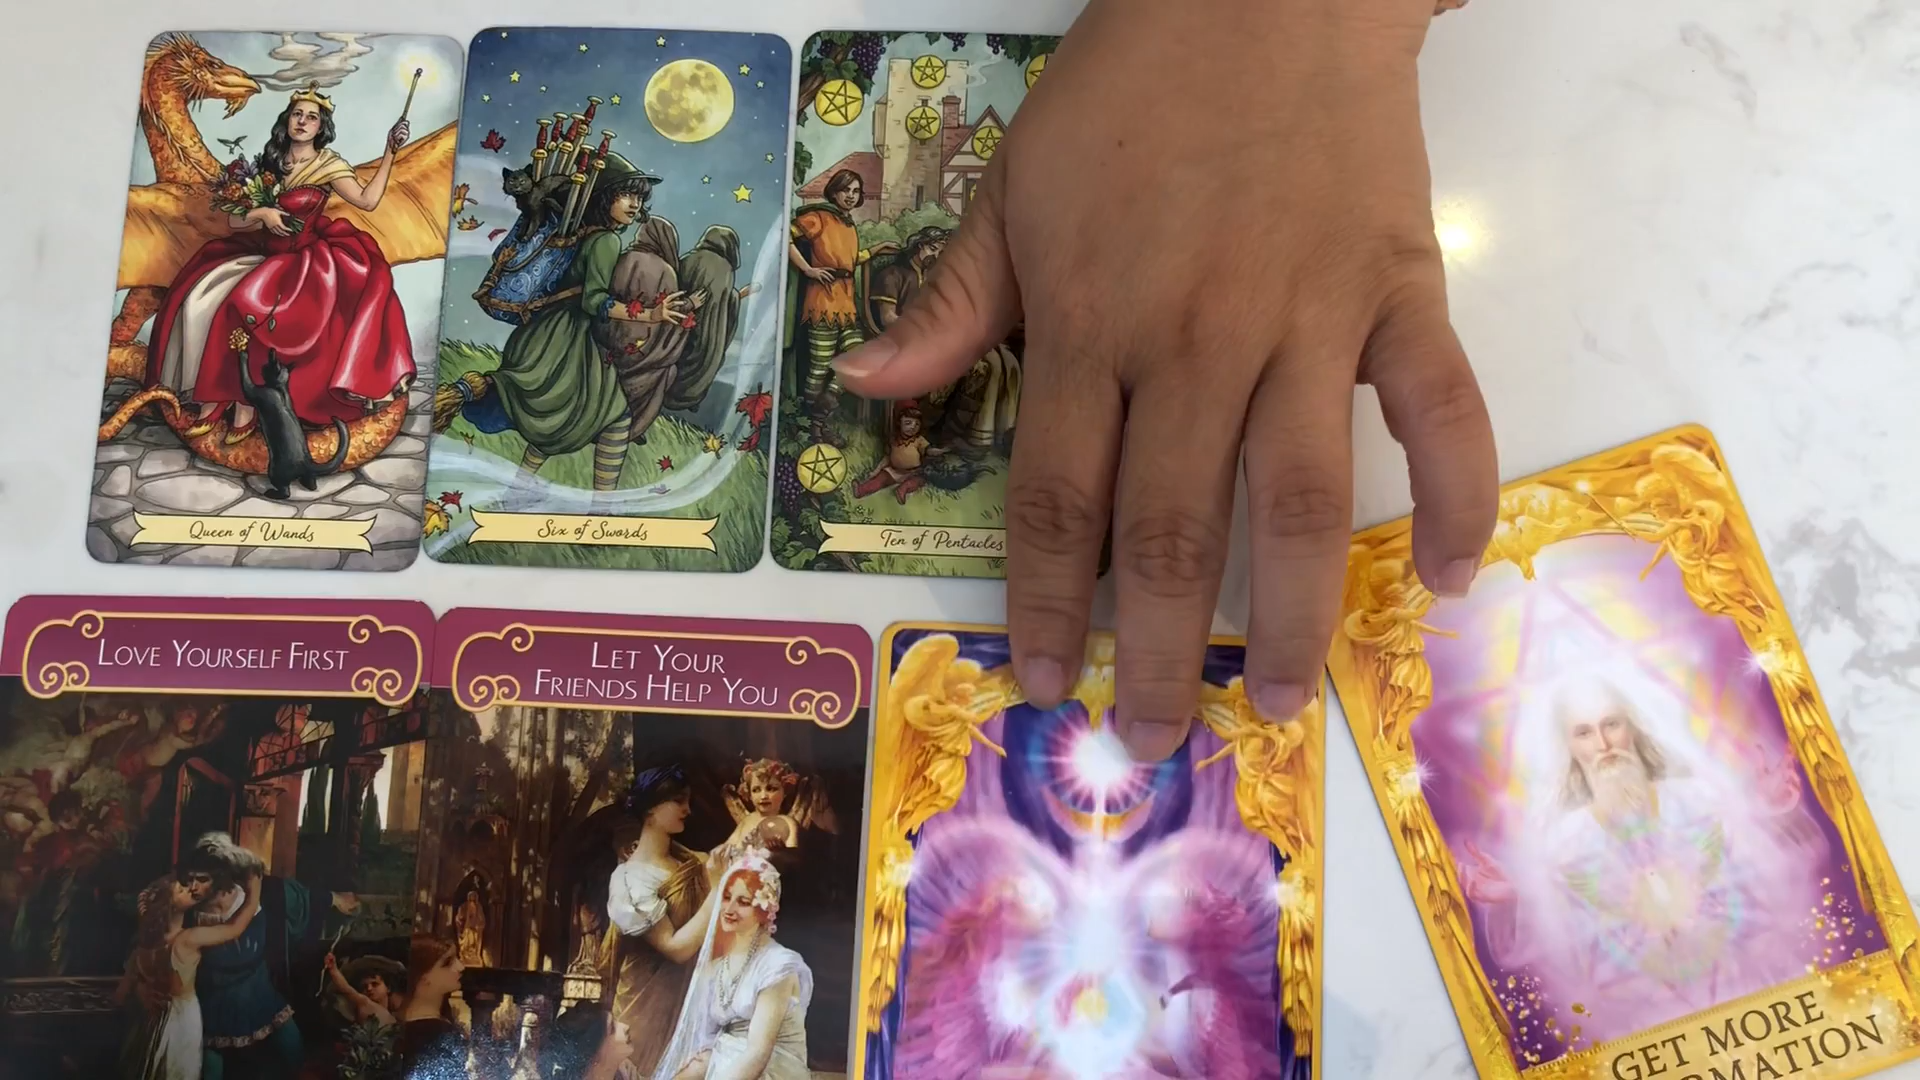 Queen of Wands
Six of Swords
Ten of Pentacles
LOVE YOURSELF FIRST
LET YOUR
FRIENDS HELP YOU
GET MORE
RMATION